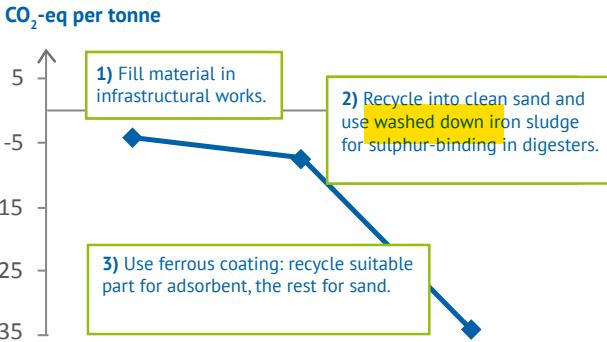 CO₂-eq per tonne
5
1) Fill material in
infrastructural works.
2) Recycle into clean sand and
use washed down iron sludge
for sulphur-binding in digesters.
-5
15
25
3) Use ferrous coating: recycle suitable
part for adsorbent, the rest for sand.
35